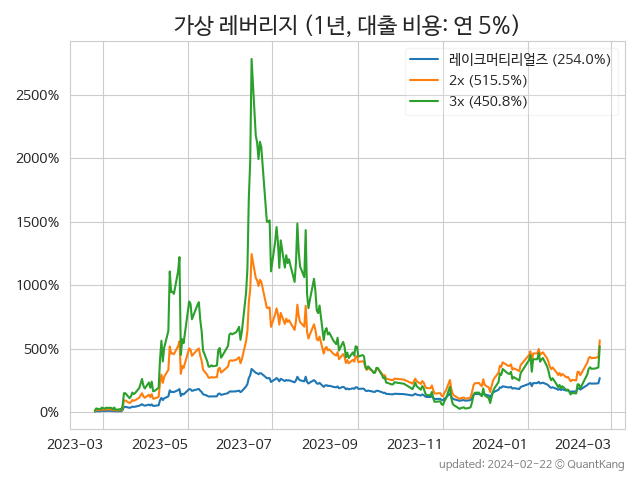 가상 레버리지 (1년, 대출 비용: 연 5%)
레이크머티리얼즈 (254.0%)
2x (515.5%)
3x (450.8%)
2500%
2000%
1500%
1000%
500%
0%
2023-03 2023-05 2023-07 2023-09 2023-11 2024-01 2024-03
updated: 2024-02-22 ⓒ QuantKang